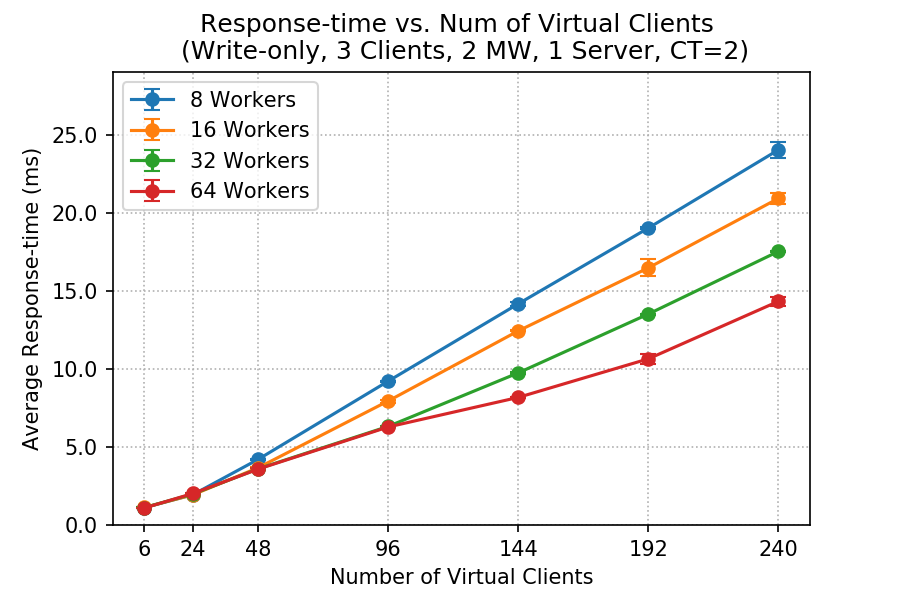 Response-time vs. Num of Virtual Clients
(Write-only, 3 Clients, 2 MW, 1 Server, CT=2)
8 Workers
16 Workers
32 Workers
64 Workers
Average Response-time (ms)
25.0
20.0
15.0
10.0
5.0
0.0
6 24 48 96 144 192 240
Number of Virtual Clients